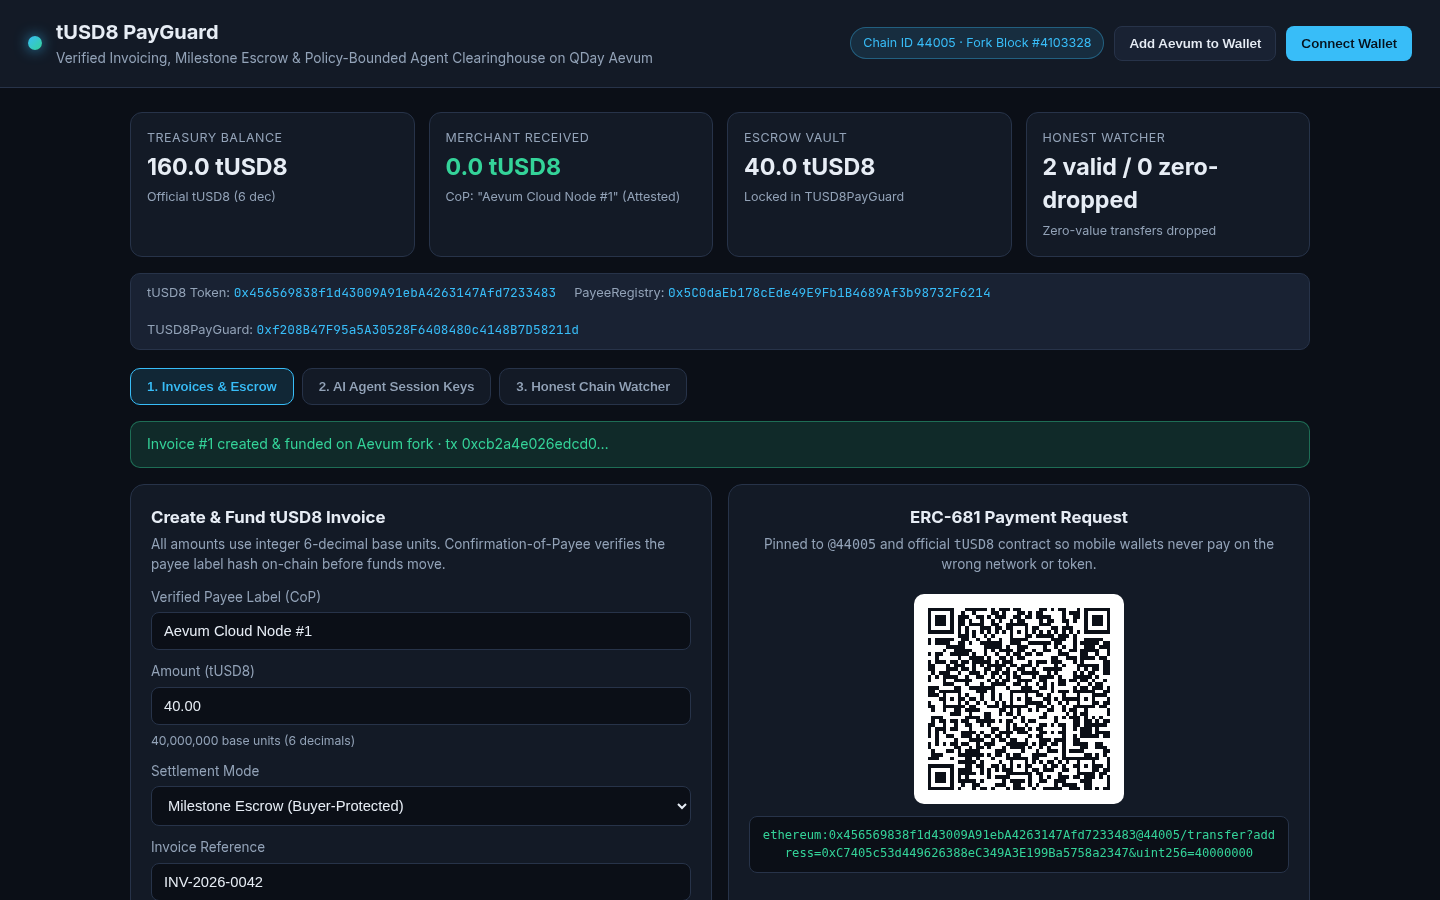 tUSD8 PayGuard
Verified Invoicing, Milestone Escrow & Policy-Bounded Agent Clearinghouse on QDay Aevum
Chain ID 44005 · Fork Block #4103328
Add Aevum to Wallet
Connect Wallet
TREASURY BALANCE
160.0 tUSD8
Official tUSD8 (6 dec)
MERCHANT RECEIVED
0.0 tUSD8
CoP: "Aevum Cloud Node #1" (Attested)
ESCROW VAULT
40.0 tUSD8
Locked in TUSD8PayGuard
HONEST WATCHER
2 valid / 0 zero-
dropped
Zero-value transfers dropped
tUSD8 Token: 0x456569838f1d43009A91ebA4263147Afd7233483 PayeeRegistry: 0x5C0daEb178cEde49E9Fb1B4689Af3b98732F6214
TUSD8PayGuard: 0xf208B47F95a5A30528F6408480c4148B7D58211d
1. Invoices & Escrow
2. AI Agent Session Keys
3. Honest Chain Watcher
Invoice #1 created & funded on Aevum fork · tx 0xcb2a4e026edcd0...
Create & Fund tUSD8 Invoice
All amounts use integer 6-decimal base units. Confirmation-of-Payee verifies the
payee label hash on-chain before funds move.
Verified Payee Label (CoP)
Aevum Cloud Node #1
Amount (tUSD8)
40.00
40,000,000 base units (6 decimals)
Settlement Mode
Milestone Escrow (Buyer-Protected)
Invoice Reference
INV-2026-0042
ERC-681 Payment Request
Pinned to @44005 and official tUSD8 contract so mobile wallets never pay on the
wrong network or token.
ethereum:0x456569838f1d43009A91ebA4263147Afd7233483@44005/transfer?add
ress=0xC7405c53d449626388eC349A3E199Ba5758a2347&uint256=40000000